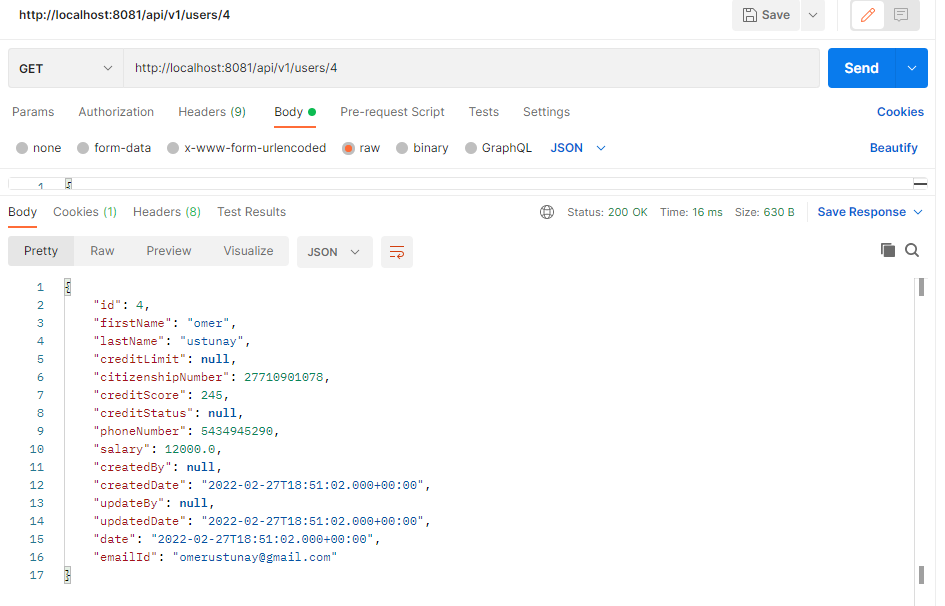 http://localhost:8081/api/v1/users/4 Save
GET http://localhost:8081/api/v1/users/4 Send
Params Authorization Headers (9) Body Pre-request Script Tests Settings Cookies
none form-data x-www-form-urlencoded raw binary GraphQL JSON Beautify
1 {
Body Cookies (1) Headers (8) Test Results Status: 200 OK Time: 16 ms Size: 630 B Save Response
Pretty Raw Preview Visualize JSON
1 {
2 "id": 4,
3 "firstName": "omer",
4 "lastName": "ustunay",
5 "creditLimit": null,
6 "citizenshipNumber": 27710901078,
7 "creditScore": 245,
8 "creditStatus": null,
9 "phoneNumber": 5434945290,
10 "salary": 12000.0,
11 "createdBy": null,
12 "createdDate": "2022-02-27T18:51:02.000+00:00",
13 "updateBy": null,
14 "updatedDate": "2022-02-27T18:51:02.000+00:00",
15 "date": "2022-02-27T18:51:02.000+00:00",
16 "emailId": "omerustunay@gmail.com"
17 }